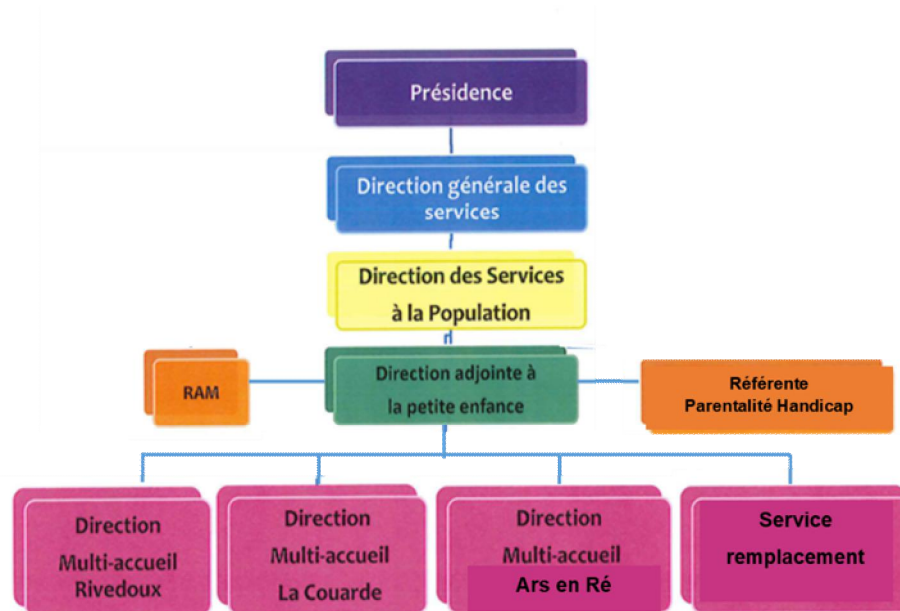 Présidence
Direction générale des
services
Direction des Services
à la Population
RAM
Direction adjointe à
la petite enfance
Référente
Parentalité Handicap
Direction
Multi-accueil
Rivedoux
Direction
Multi-accueil
La Couarde
Direction
Multi-accueil
Ars en Ré
Service
remplacement